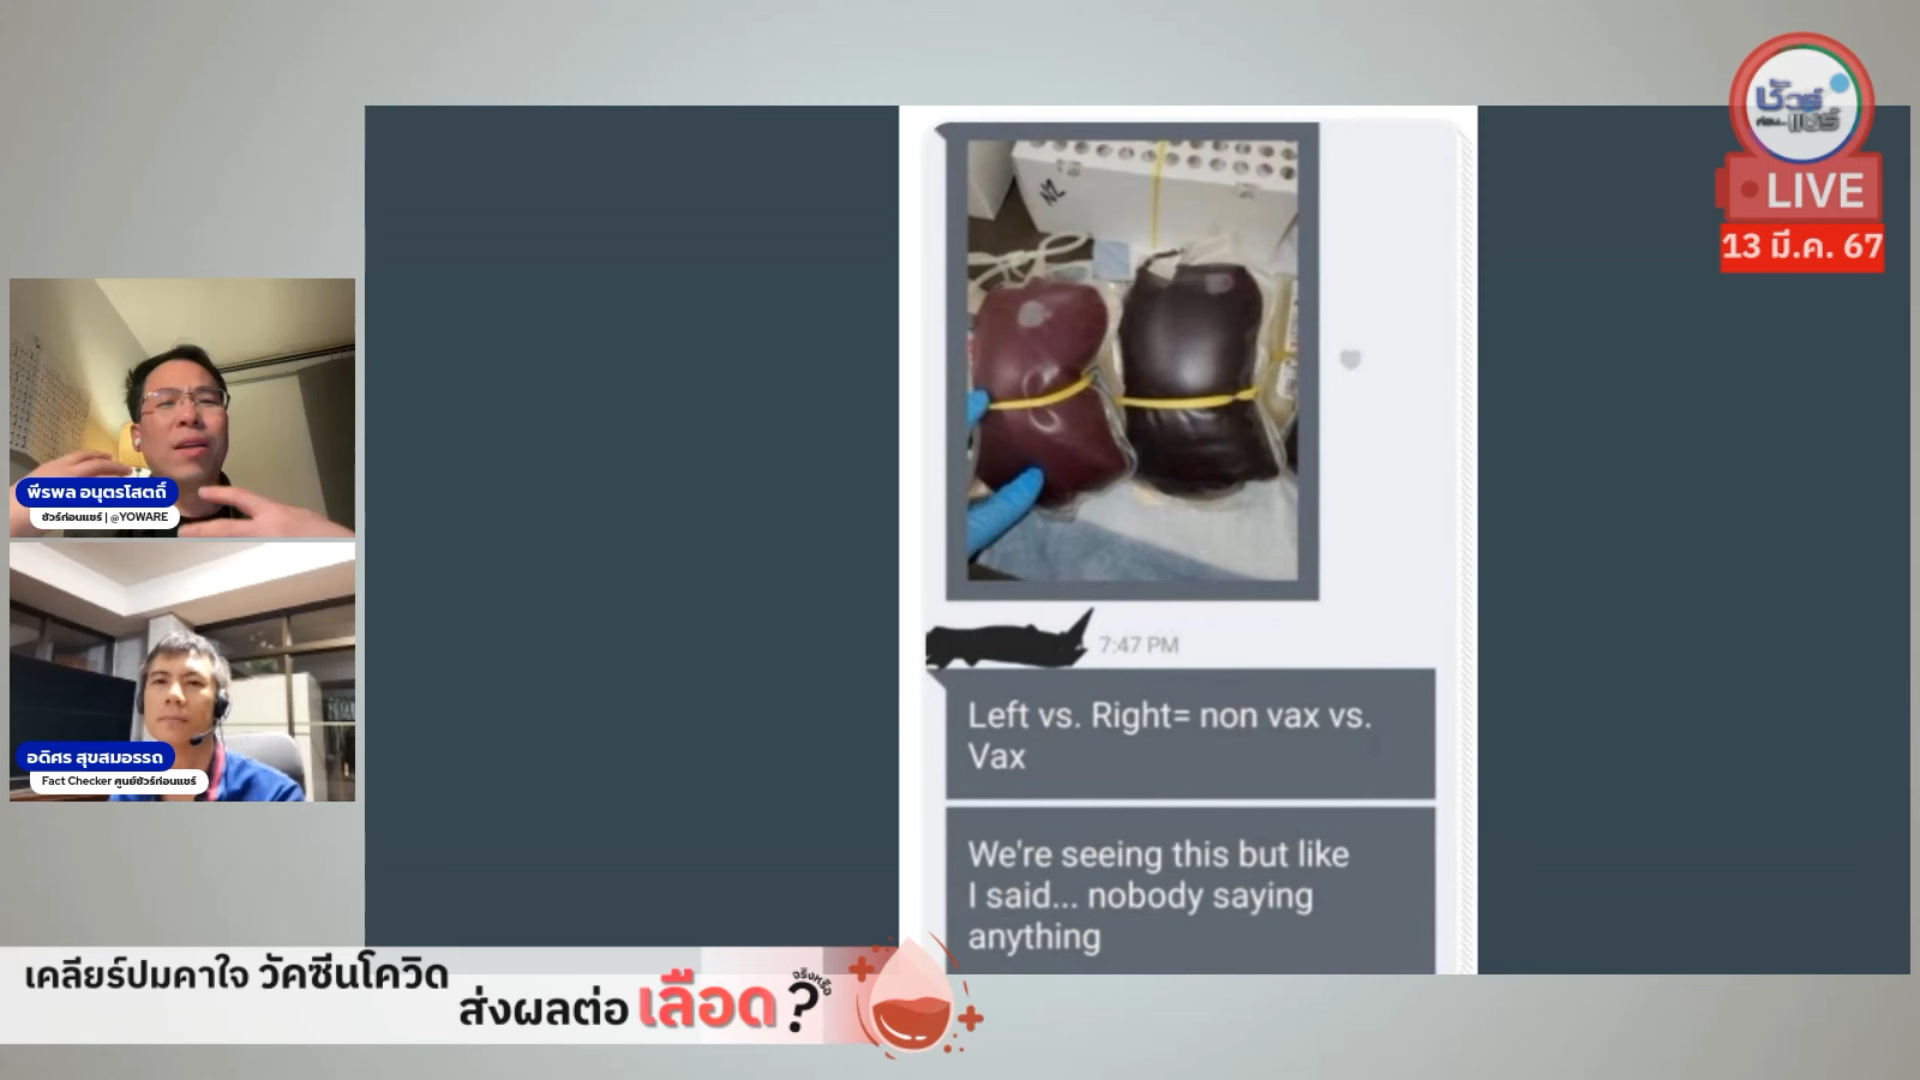 ชัวร์
ก่อน...แชร์
LIVE
13 มี.ค. 67
NZ
7:47 PM
Left vs. Right= non vax vs.
Vax
We're seeing this but like
I said... nobody saying
anything
พีรพล อนุตรโสตถิ์
ชัวร์ก่อนแชร์ | @YOWARE
อดิศร สุขสมอรรถ
Fact Checker ศูนย์ชัวร์ก่อนแชร์
เคลียร์ปมคาใจ วัคซีนโควิด
ส่งผลต่อ เลือด จริงหรือ ?